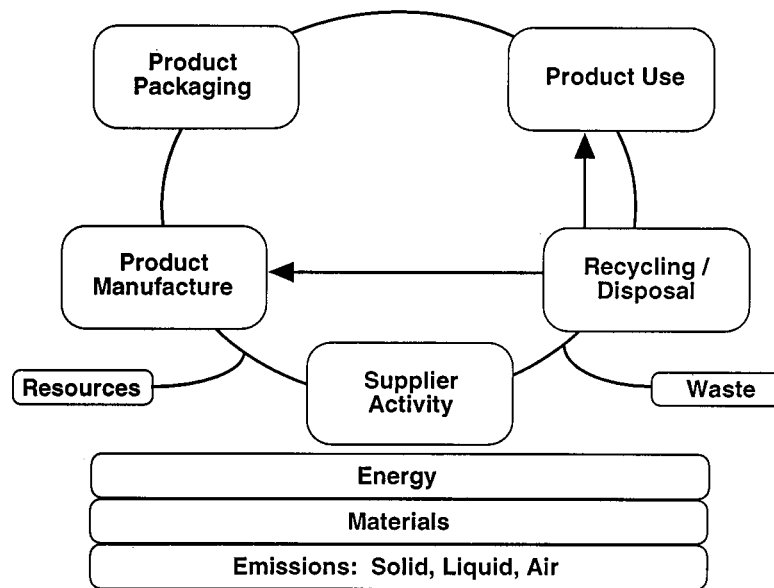 Product
Packaging
Product Use
Product
Manufacture
Recycling /
Disposal
Resources
Supplier
Activity
Waste
Energy
Materials
Emissions: Solid, Liquid, Air